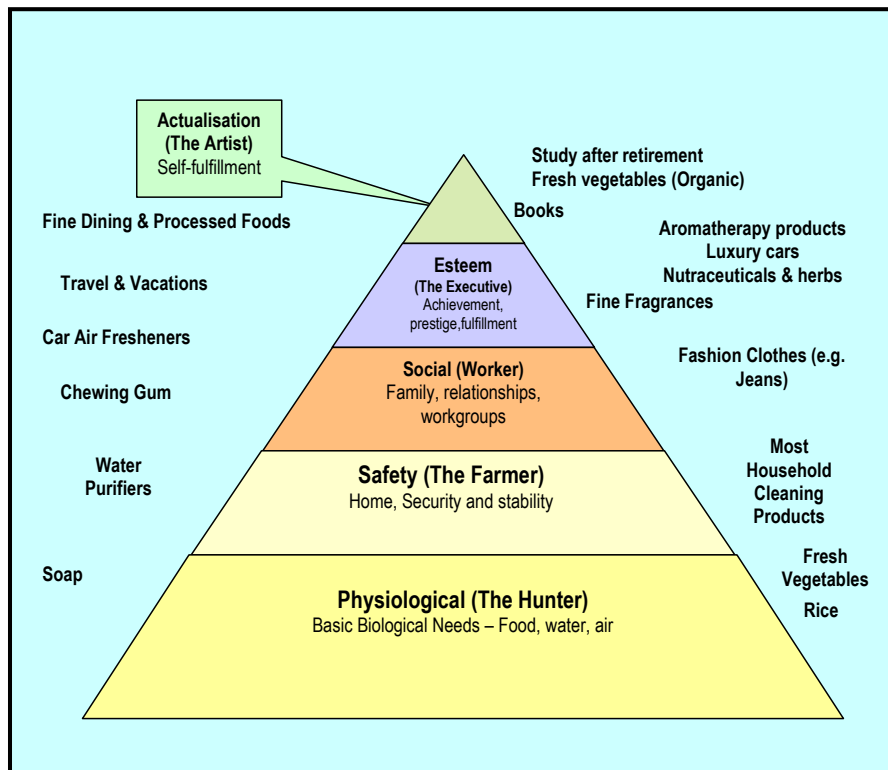 Actualisation
(The Artist)
Self-fulfillment
Study after retirement
Fresh vegetables (Organic)
Books
Fine Dining & Processed Foods
Aromatherapy products
Luxury cars
Nutraceuticals & herbs
Esteem
(The Executive)
Achievement,
prestige,fulfillment
Travel & Vacations
Fine Fragrances
Car Air Fresheners
Social (Worker)
Family, relationships,
workgroups
Fashion Clothes (e.g.
Jeans)
Chewing Gum
Water
Purifiers
Safety (The Farmer)
Home, Security and stability
Most
Household
Cleaning
Products
Soap
Fresh
Vegetables
Rice
Physiological (The Hunter)
Basic Biological Needs – Food, water, air